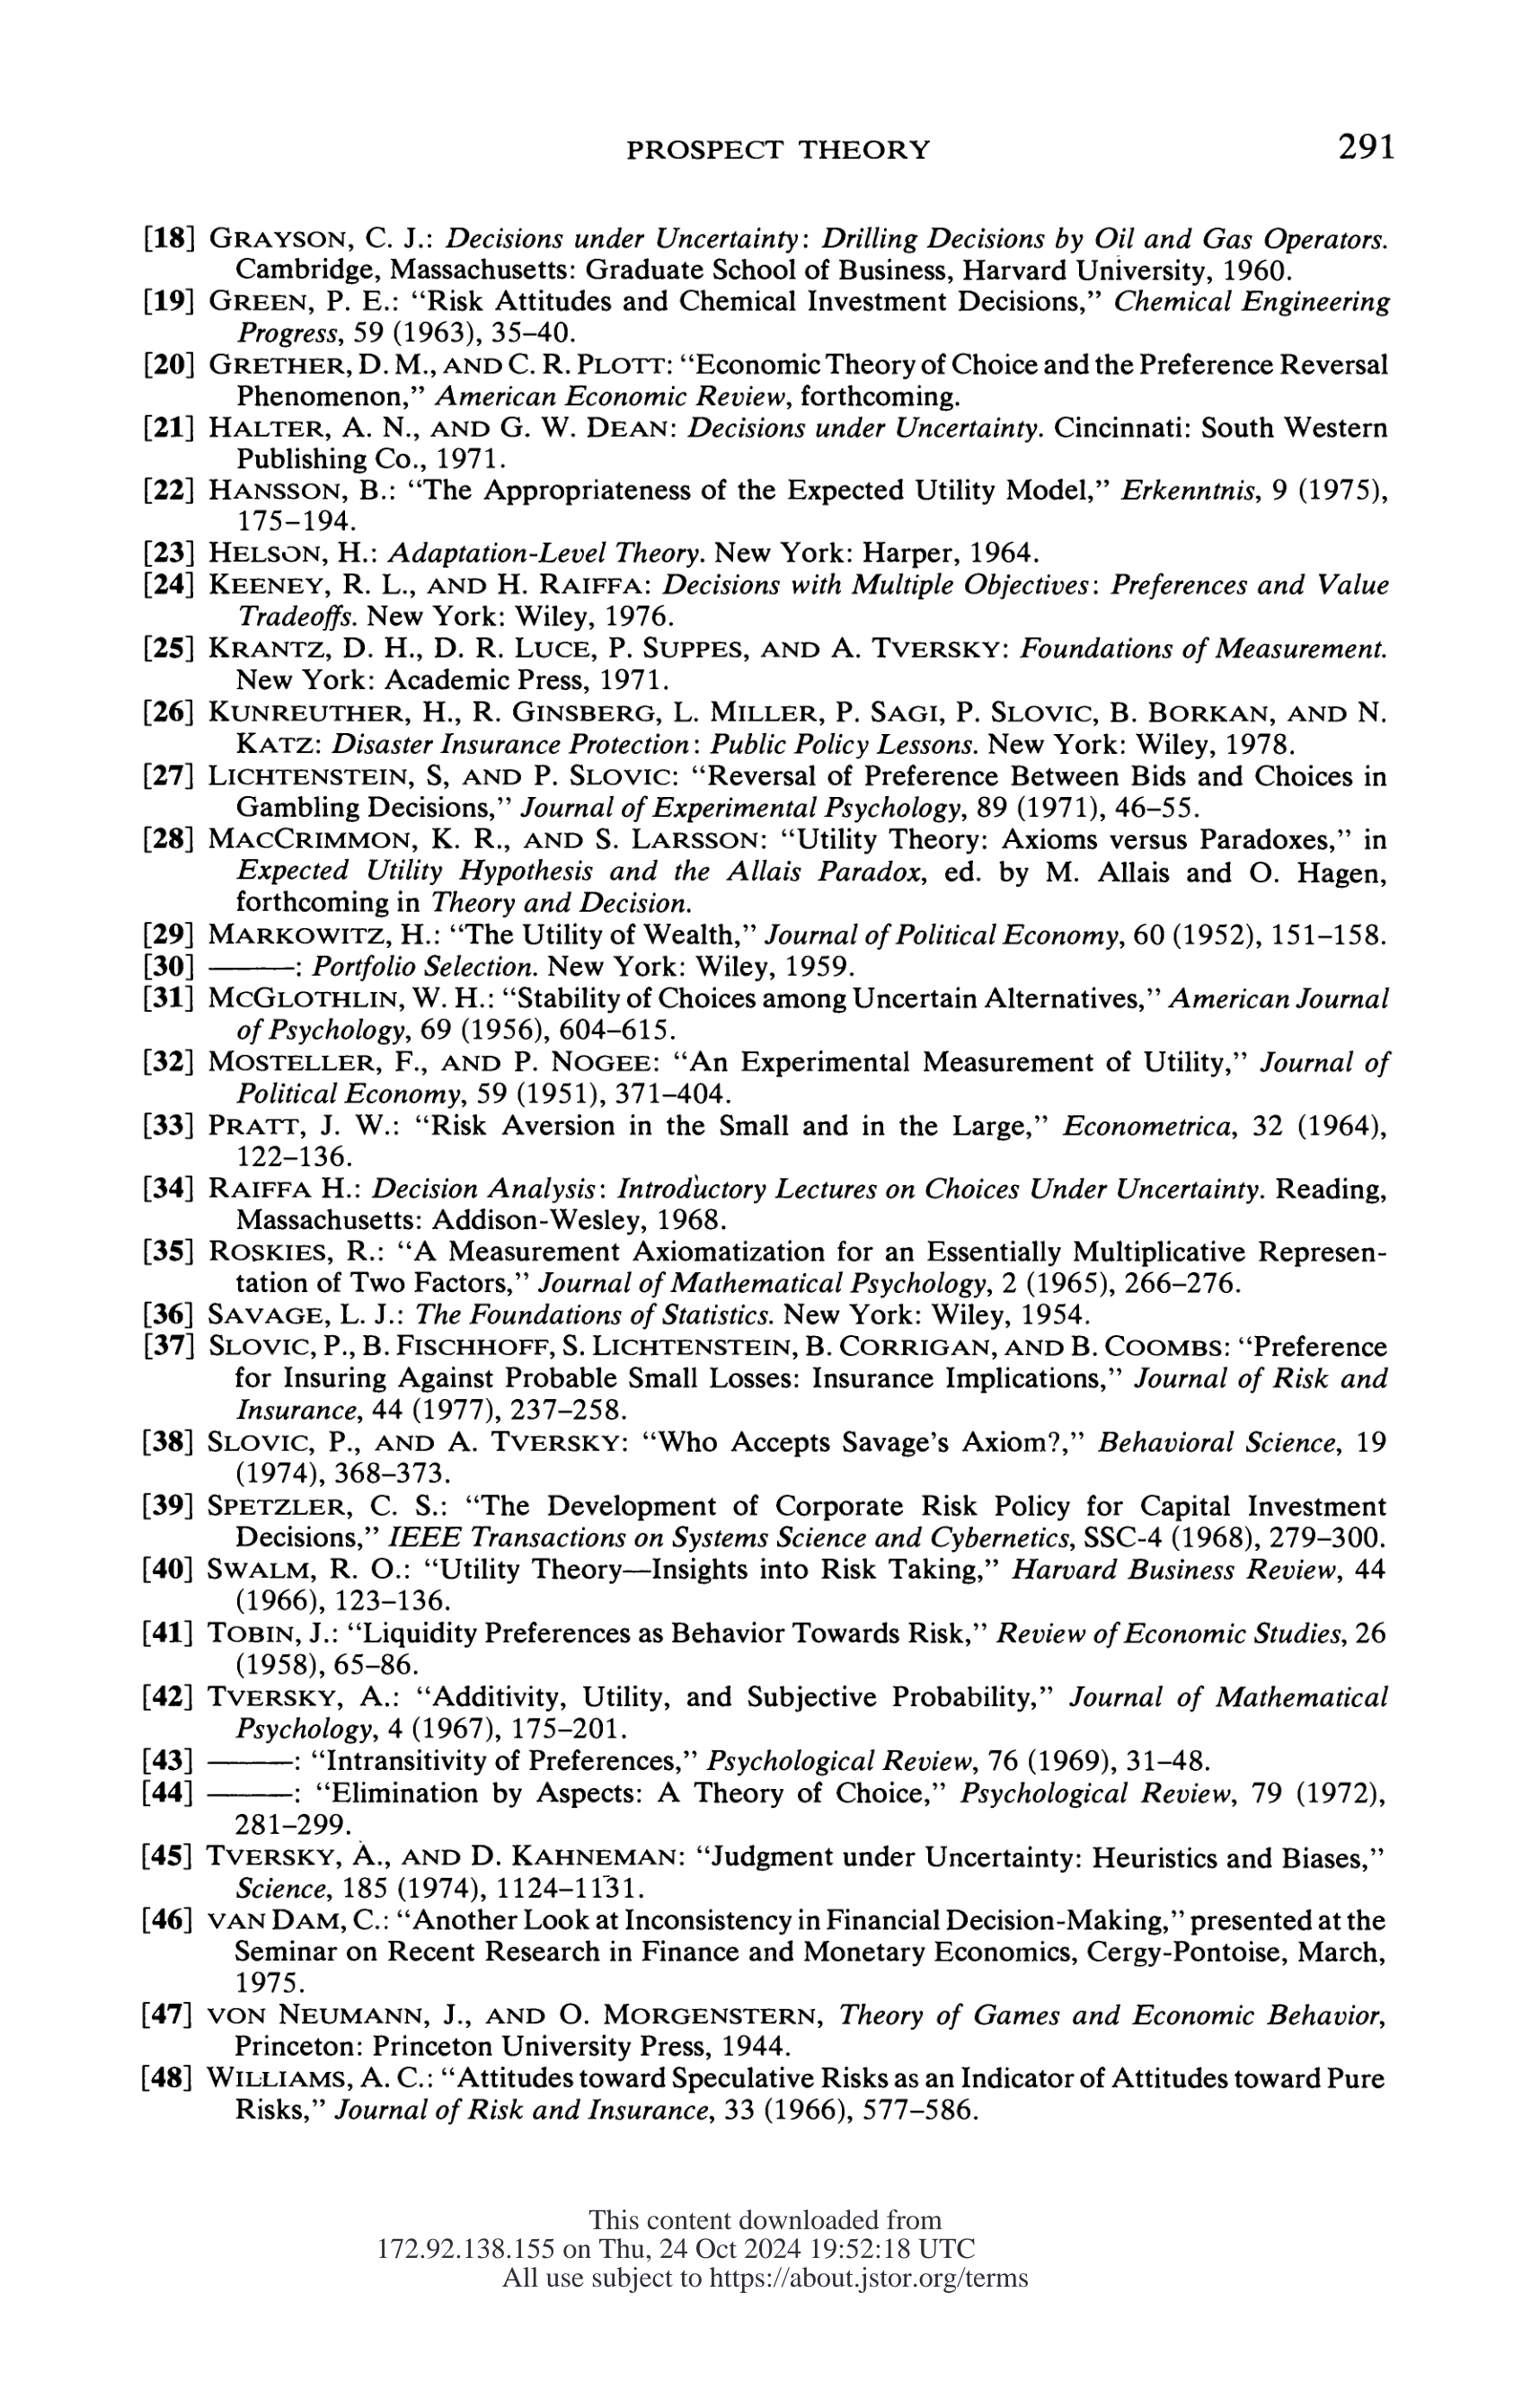 PROSPECT THEORY 291
[18] GRAYSON, C. J.: Decisions under Uncertainty: Drilling Decisions by Oil and Gas Operators.
Cambridge, Massachusetts: Graduate School of Business, Harvard University, 1960.
[19] GREEN, P. E.: “Risk Attitudes and Chemical Investment Decisions,” Chemical Engineering
Progress, 59 (1963), 35–40.
[20] GRETHER, D. M., AND C. R. PLOTT: “Economic Theory of Choice and the Preference Reversal
Phenomenon,” American Economic Review, forthcoming.
[21] HALTER, A. N., AND G. W. DEAN: Decisions under Uncertainty. Cincinnati: South Western
Publishing Co., 1971.
[22] HANSSON, B.: “The Appropriateness of the Expected Utility Model,” Erkenntnis, 9 (1975),
175–194.
[23] HELSON, H.: Adaptation-Level Theory. New York: Harper, 1964.
[24] KEENEY, R. L., AND H. RAIFFA: Decisions with Multiple Objectives: Preferences and Value
Tradeoffs. New York: Wiley, 1976.
[25] KRANTZ, D. H., D. R. LUCE, P. SUPPES, AND A. TVERSKY: Foundations of Measurement.
New York: Academic Press, 1971.
[26] KUNREUTHER, H., R. GINSBERG, L. MILLER, P. SAGI, P. SLOVIC, B. BORKAN, AND N.
KATZ: Disaster Insurance Protection: Public Policy Lessons. New York: Wiley, 1978.
[27] LICHTENSTEIN, S, AND P. SLOVIC: “Reversal of Preference Between Bids and Choices in
Gambling Decisions,” Journal of Experimental Psychology, 89 (1971), 46–55.
[28] MACCRIMMON, K. R., AND S. LARSSON: “Utility Theory: Axioms versus Paradoxes,” in
Expected Utility Hypothesis and the Allais Paradox, ed. by M. Allais and O. Hagen,
forthcoming in Theory and Decision.
[29] MARKOWITZ, H.: “The Utility of Wealth,” Journal of Political Economy, 60 (1952), 151–158.
[30] ———: Portfolio Selection. New York: Wiley, 1959.
[31] MCGLOTHLIN, W. H.: “Stability of Choices among Uncertain Alternatives,” American Journal
of Psychology, 69 (1956), 604–615.
[32] MOSTELLER, F., AND P. NOGEE: “An Experimental Measurement of Utility,” Journal of
Political Economy, 59 (1951), 371–404.
[33] PRATT, J. W.: “Risk Aversion in the Small and in the Large,” Econometrica, 32 (1964),
122–136.
[34] RAIFFA H.: Decision Analysis: Introductory Lectures on Choices Under Uncertainty. Reading,
Massachusetts: Addison-Wesley, 1968.
[35] ROSKIES, R.: “A Measurement Axiomatization for an Essentially Multiplicative Represen-
tation of Two Factors,” Journal of Mathematical Psychology, 2 (1965), 266–276.
[36] SAVAGE, L. J.: The Foundations of Statistics. New York: Wiley, 1954.
[37] SLOVIC, P., B. FISCHHOFF, S. LICHTENSTEIN, B. CORRIGAN, AND B. COOMBS: “Preference
for Insuring Against Probable Small Losses: Insurance Implications,” Journal of Risk and
Insurance, 44 (1977), 237–258.
[38] SLOVIC, P., AND A. TVERSKY: “Who Accepts Savage’s Axiom?,” Behavioral Science, 19
(1974), 368–373.
[39] SPETZLER, C. S.: “The Development of Corporate Risk Policy for Capital Investment
Decisions,” IEEE Transactions on Systems Science and Cybernetics, SSC-4 (1968), 279–300.
[40] SWALM, R. O.: “Utility Theory—Insights into Risk Taking,” Harvard Business Review, 44
(1966), 123–136.
[41] TOBIN, J.: “Liquidity Preferences as Behavior Towards Risk,” Review of Economic Studies, 26
(1958), 65–86.
[42] TVERSKY, A.: “Additivity, Utility, and Subjective Probability,” Journal of Mathematical
Psychology, 4 (1967), 175–201.
[43] ———: “Intransitivity of Preferences,” Psychological Review, 76 (1969), 31–48.
[44] ———: “Elimination by Aspects: A Theory of Choice,” Psychological Review, 79 (1972),
281–299.
[45] TVERSKY, A., AND D. KAHNEMAN: “Judgment under Uncertainty: Heuristics and Biases,”
Science, 185 (1974), 1124–1131.
[46] VAN DAM, C.: “Another Look at Inconsistency in Financial Decision-Making,” presented at the
Seminar on Recent Research in Finance and Monetary Economics, Cergy-Pontoise, March,
1975.
[47] VON NEUMANN, J., AND O. MORGENSTERN, Theory of Games and Economic Behavior,
Princeton: Princeton University Press, 1944.
[48] WILLIAMS, A. C.: “Attitudes toward Speculative Risks as an Indicator of Attitudes toward Pure
Risks,” Journal of Risk and Insurance, 33 (1966), 577–586.
This content downloaded from
172.92.138.155 on Thu, 24 Oct 2024 19:52:18 UTC
All use subject to https://about.jstor.org/terms